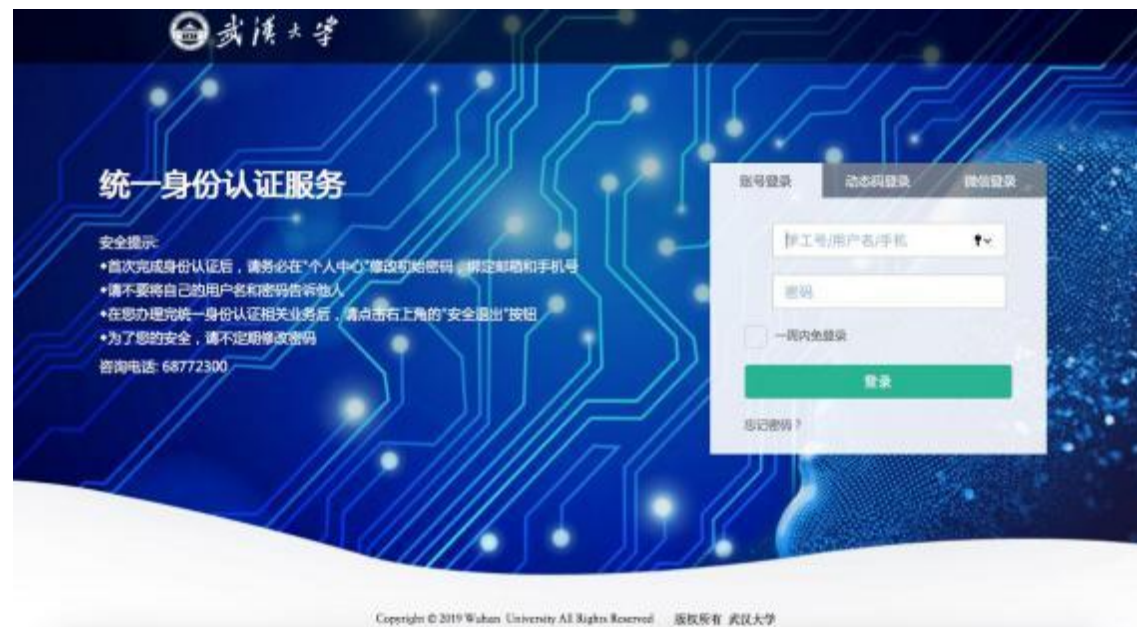 武汉大学
统一身份认证服务
安全提示:
•首次完成身份认证后，请务必在"个人中心"修改初始密码，绑定邮箱和手机号
•请不要将自己的用户名和密码告诉他人
•在您办理完统一身份认证相关业务后，请点击右上角的"安全退出"按钮
•为了您的安全，请不定期修改密码
咨询电话: 68772300
账号登录 动态码登录 微信登录
学工号/用户名/手机
密码
一周内免登录
登录
忘记密码？
Copyright © 2019 Wuhan University All Rights Reserved 版权所有 武汉大学